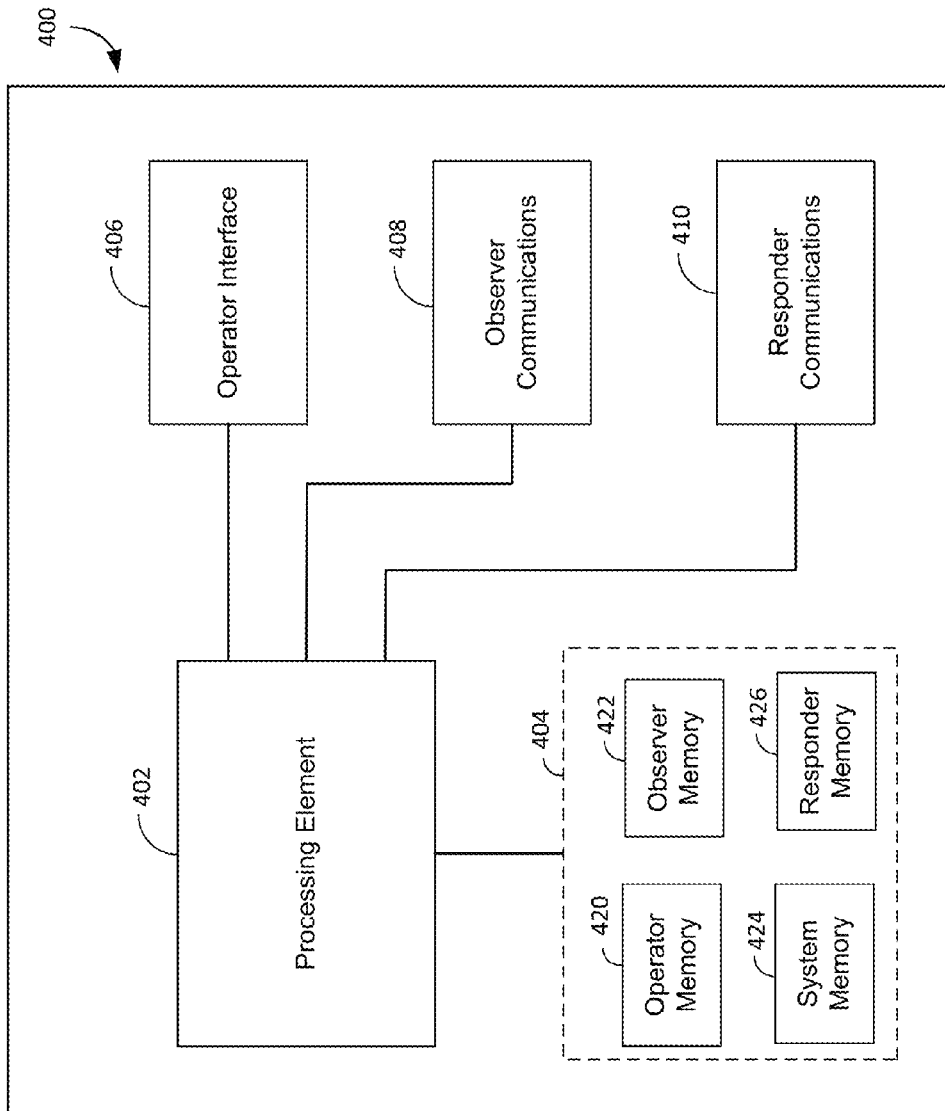 400
402
Processing Element
406
Operator Interface
408
Observer
Communications
410
Responder
Communications
404
420
Operator
Memory
422
Observer
Memory
424
System
Memory
426
Responder
Memory